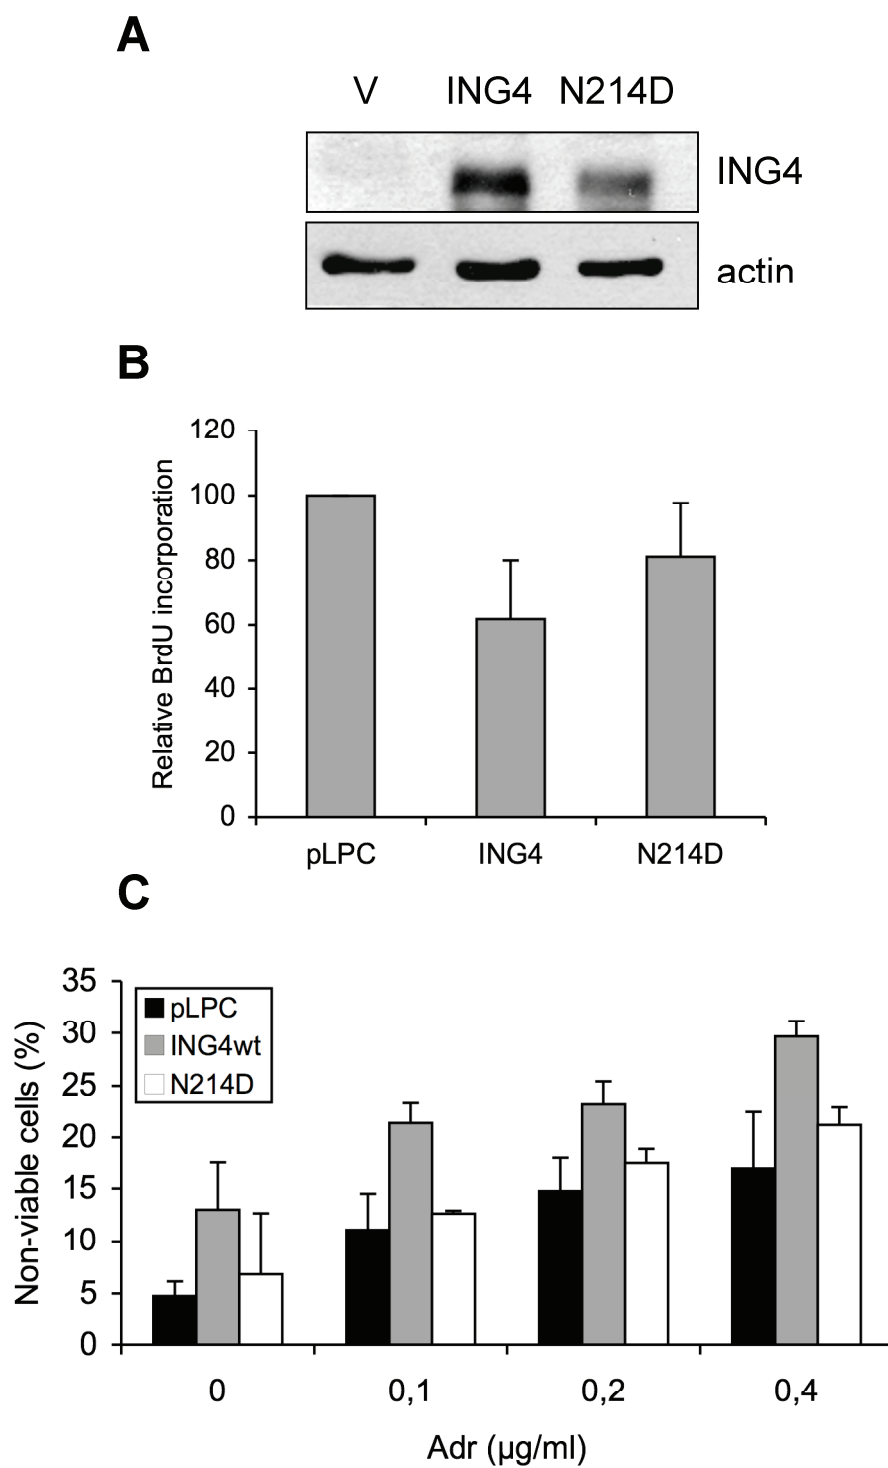 A
V ING4 N214D
ING4
actin
B
120
100
80
60
40
20
0
Relative BrdU incorporation
pLPC ING4 N214D
C
35
30
25
20
15
10
5
0
Non-viable cells (%)
pLPC
ING4wt
N214D
0 0,1 0,2 0,4
Adr (µg/ml)